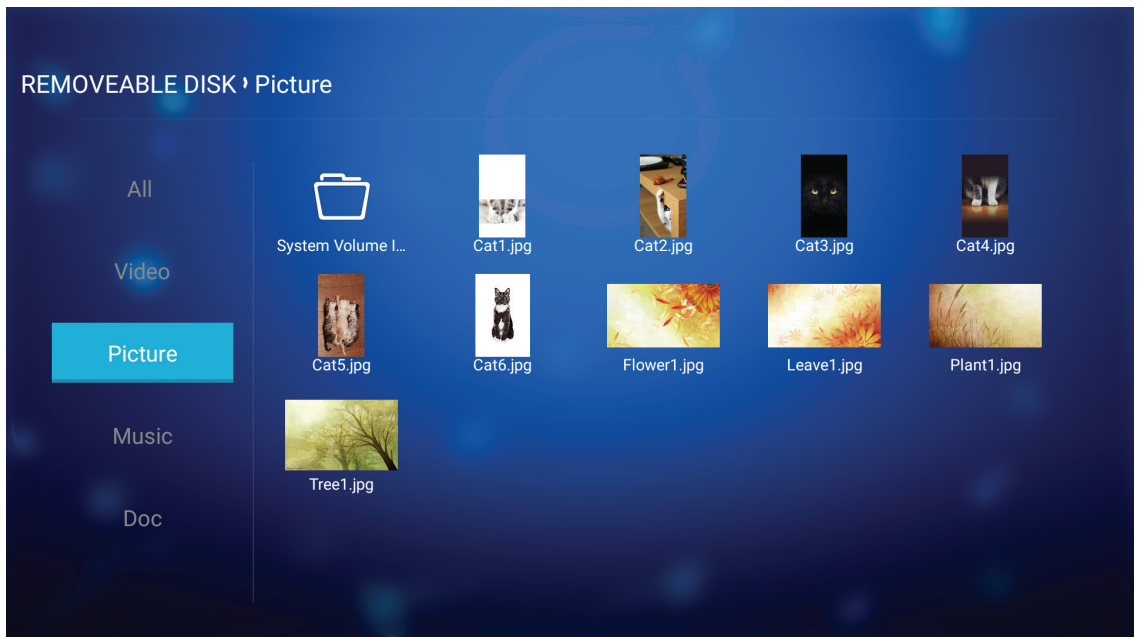 REMOVEABLE DISK › Picture
All
Video
Picture
Music
Doc
System Volume I...
Cat1.jpg
Cat2.jpg
Cat3.jpg
Cat4.jpg
Cat5.jpg
Cat6.jpg
Flower1.jpg
Leave1.jpg
Plant1.jpg
Tree1.jpg